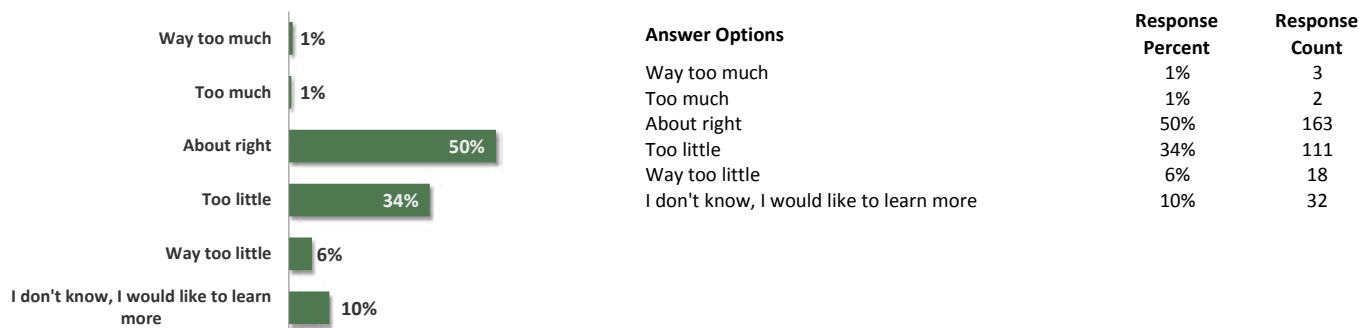 Way too much 1%
Too much 1%
About right 50%
Too little 34%
Way too little 6%
I don't know, I would like to learn
more 10%
Answer Options Response Percent Response Count
Way too much 1% 3
Too much 1% 2
About right 50% 163
Too little 34% 111
Way too little 6% 18
I don't know, I would like to learn more 10% 32